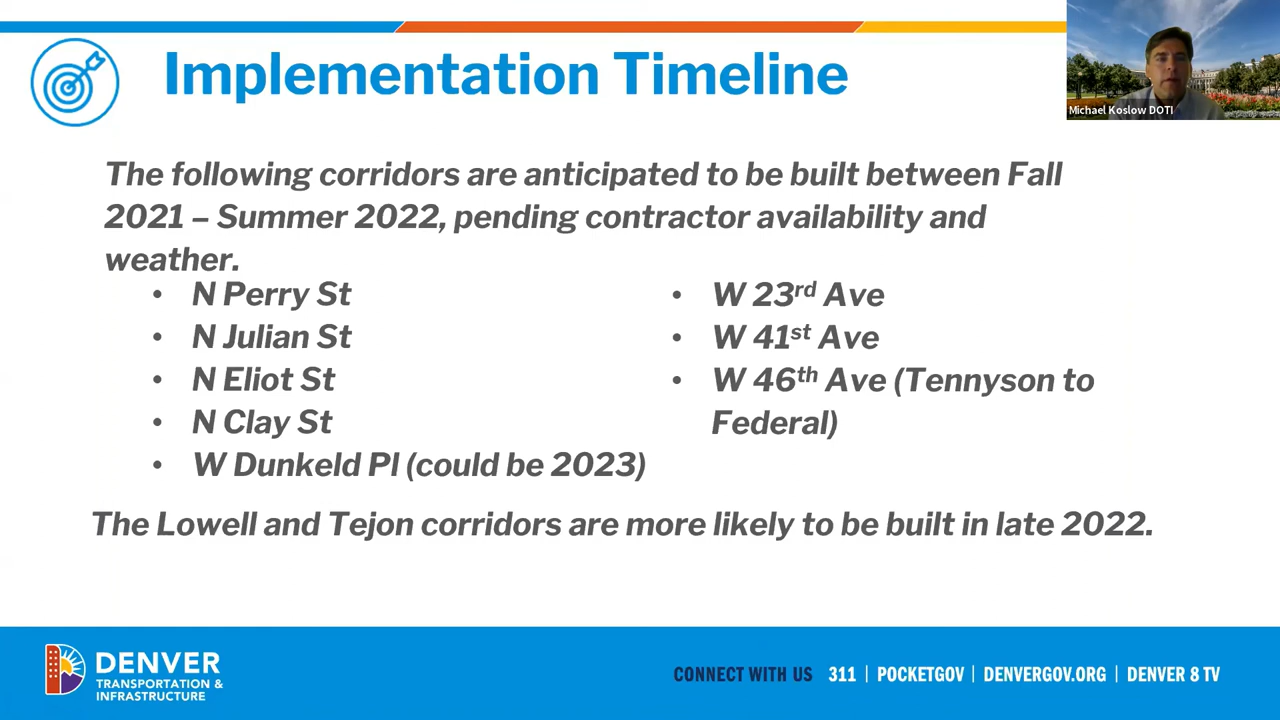 Implementation Timeline
Michael Koslow DOTI
The following corridors are anticipated to be built between Fall
2021 – Summer 2022, pending contractor availability and
weather.
• N Perry St
• N Julian St
• N Eliot St
• N Clay St
• W Dunkeld Pl (could be 2023)
• W 23rd Ave
• W 41st Ave
• W 46th Ave (Tennyson to
Federal)
The Lowell and Tejon corridors are more likely to be built in late 2022.
DENVER
TRANSPORTATION &
INFRASTRUCTURE
CONNECT WITH US 311 | POCKETGOV | DENVERGOV.ORG | DENVER 8 TV